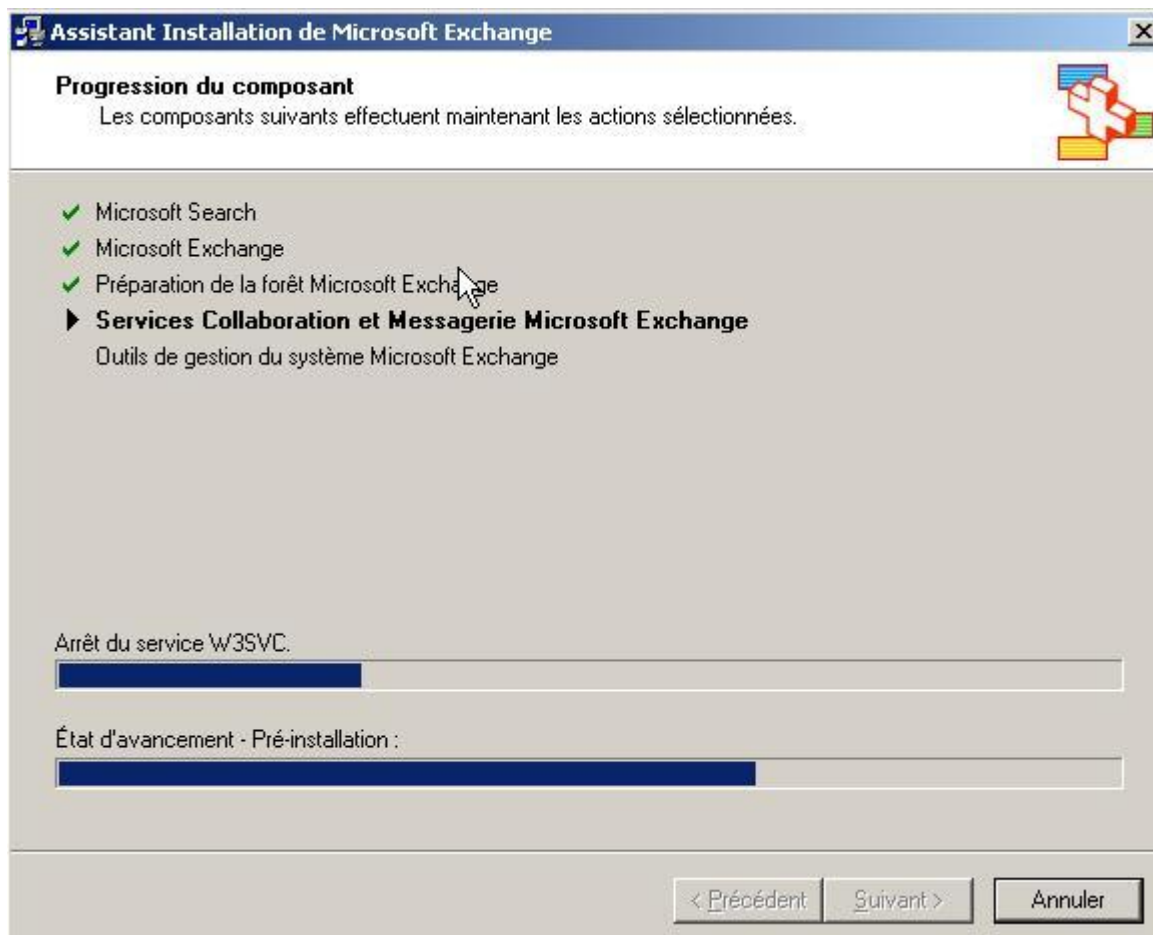 Assistant Installation de Microsoft Exchange
Progression du composant
Les composants suivants effectuent maintenant les actions sélectionnées.
Microsoft Search
Microsoft Exchange
Préparation de la forêt Microsoft Exchange
Services Collaboration et Messagerie Microsoft Exchange
Outils de gestion du système Microsoft Exchange
Arrêt du service W3SVC.
État d'avancement - Pré-installation :
< Précédent Suivant > Annuler